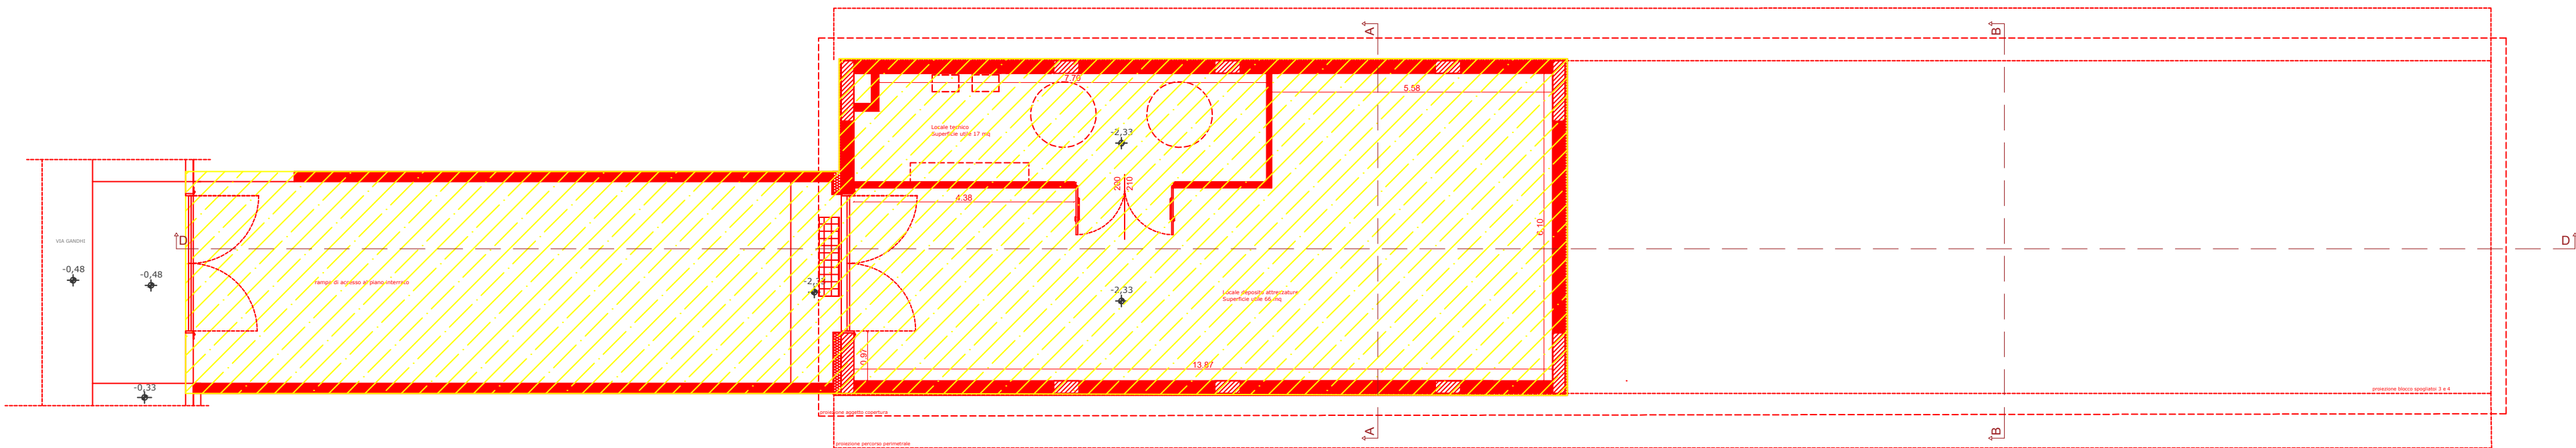 A
B
7.70
5.58
Locale tecnico
Superficie utile 17 mq
-2,33
200
210
4.38
6.10
VIA GANDHI
D
D
-0,48
-0,48
rampa di accesso al piano interrato
-2,33
Locale deposito attrezzature
Superficie utile 66 mq
0.97
13.87
-0,33
proiezione blocco spogliatoi 3 e 4
proiezione aggetto copertura
A
B
proiezione percorso perimetrale